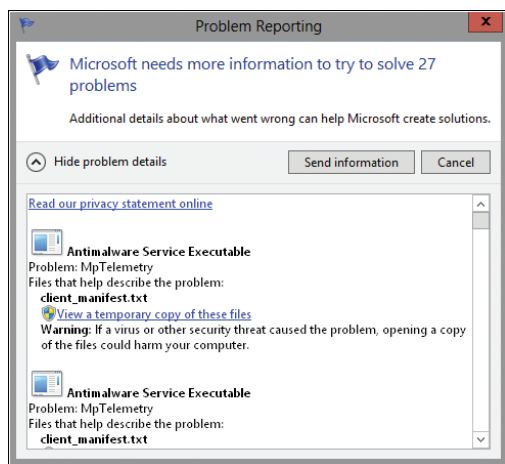 Problem Reporting
x
Microsoft needs more information to try to solve 27
problems
Additional details about what went wrong can help Microsoft create solutions.
Hide problem details
Send information
Cancel
Read our privacy statement online
Antimalware Service Executable
Problem: MpTelemetry
Files that help describe the problem:
client_manifest.txt
View a temporary copy of these files
Warning: If a virus or other security threat caused the problem, opening a copy
of the files could harm your computer.
Antimalware Service Executable
Problem: MpTelemetry
Files that help describe the problem:
client_manifest.txt